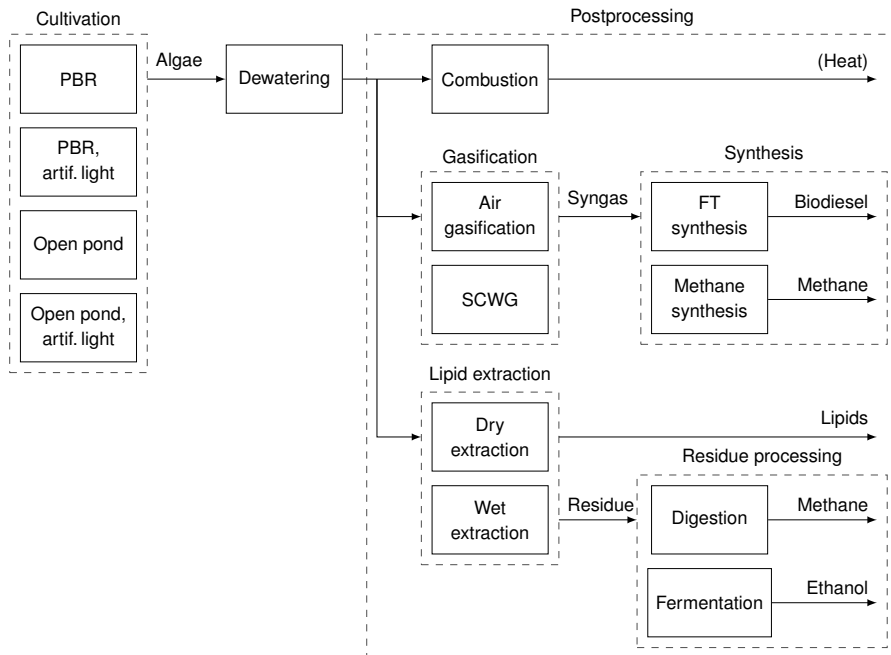 Cultivation
Postprocessing
PBR
Algae
Dewatering
Combustion
(Heat)
PBR,
artif. light
Open pond
Open pond,
artif. light
Gasification
Air
gasification
SCWG
Syngas
Synthesis
FT
synthesis
Biodiesel
Methane
synthesis
Methane
Lipid extraction
Dry
extraction
Lipids
Wet
extraction
Residue
Residue processing
Digestion
Methane
Fermentation
Ethanol